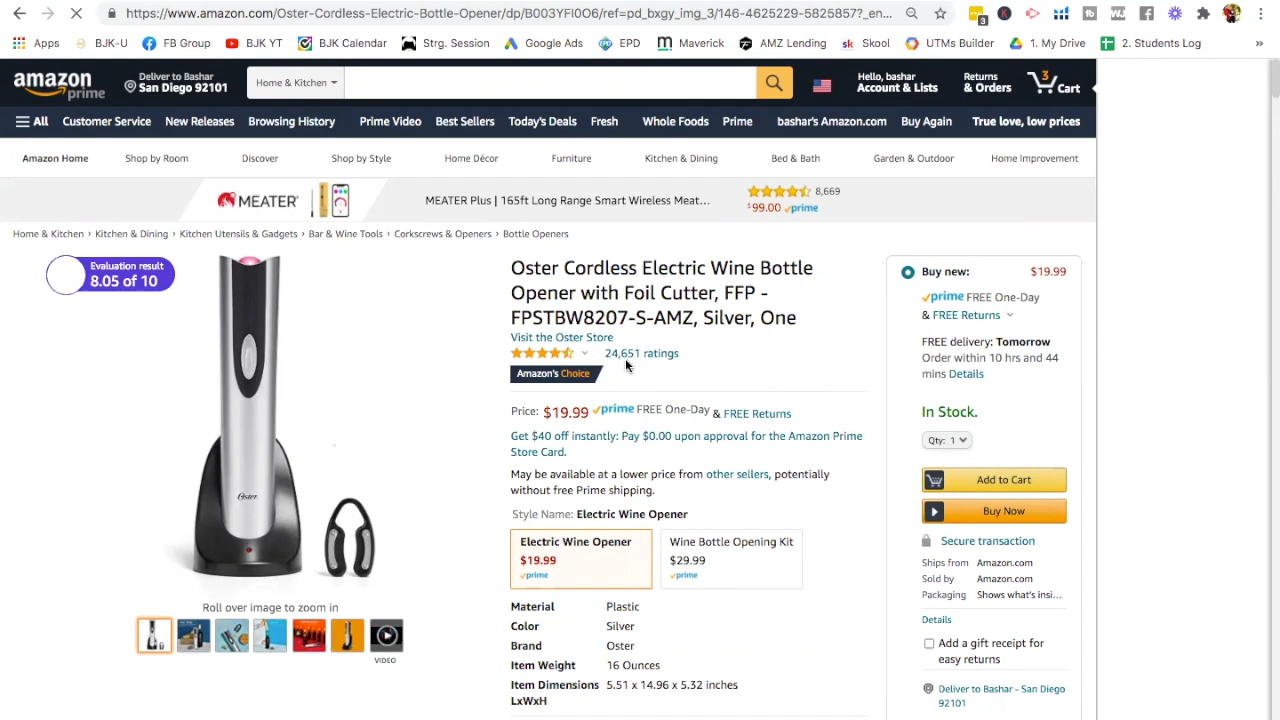 https://www.amazon.com/Oster-Cordless-Electric-Bottle-Opener/dp/B003YFI0O6/ref=pd_bxgy_img_3/146-4625229-5825857?_en...
3
Apps BJK-U FB Group BJK YT BJK Calendar Strg. Session Google Ads EPD Maverick AMZ Lending Skool UTMs Builder 1. My Drive 2. Students Log »
amazon prime
Deliver to Bashar
San Diego 92101
Home & Kitchen
Hello, bashar
Account & Lists
Returns
& Orders
3
Cart
All Customer Service New Releases Browsing History Prime Video Best Sellers Today's Deals Fresh Whole Foods Prime bashar's Amazon.com Buy Again True love, low prices
Amazon Home Shop by Room Discover Shop by Style Home Décor Furniture Kitchen & Dining Bed & Bath Garden & Outdoor Home Improvement
MEATER®
MEATER Plus | 165ft Long Range Smart Wireless Meat...
8,669
$99.00 prime
Home & Kitchen › Kitchen & Dining › Kitchen Utensils & Gadgets › Bar & Wine Tools › Corkscrews & Openers › Bottle Openers
Evaluation result
8.05 of 10
Oster
Roll over image to zoom in
VIDEO
Oster Cordless Electric Wine Bottle
Opener with Foil Cutter, FFP -
FPSTBW8207-S-AMZ, Silver, One
Visit the Oster Store
24,651 ratings
Amazon's Choice
Price: $19.99 prime FREE One-Day & FREE Returns
Get $40 off instantly: Pay $0.00 upon approval for the Amazon Prime
Store Card.
May be available at a lower price from other sellers, potentially
without free Prime shipping.
Style Name: Electric Wine Opener
Electric Wine Opener
$19.99
prime
Wine Bottle Opening Kit
$29.99
prime
Material Plastic
Color Silver
Brand Oster
Item Weight 16 Ounces
Item Dimensions 5.51 x 14.96 x 5.32 inches
LxWxH
Buy new: $19.99
prime FREE One-Day
& FREE Returns
FREE delivery: Tomorrow
Order within 10 hrs and 44
mins Details
In Stock.
Qty: 1
Add to Cart
Buy Now
Secure transaction
Ships from Amazon.com
Sold by Amazon.com
Packaging Shows what's insi...
Details
Add a gift receipt for
easy returns
Deliver to Bashar - San Diego
92101